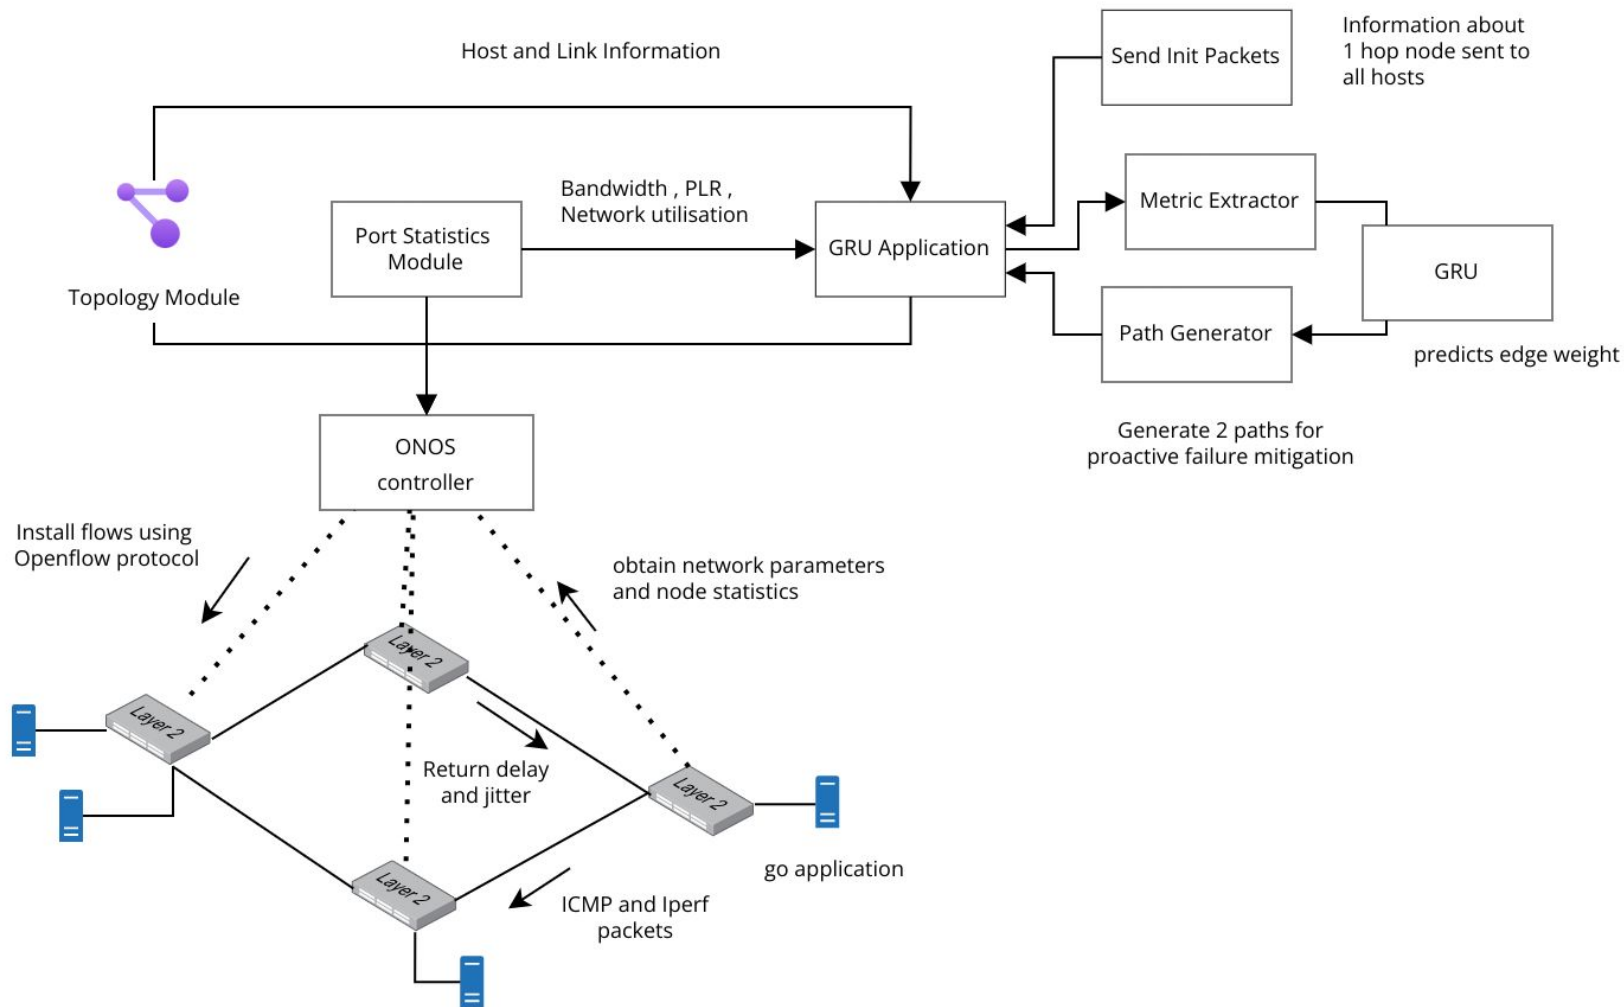 Host and Link Information
Send Init Packets
Information about
1 hop node sent to
all hosts
Bandwidth , PLR ,
Network utilisation
Port Statistics
Module
GRU Application
Metric Extractor
GRU
Topology Module
Path Generator
predicts edge weight
Generate 2 paths for
proactive failure mitigation
ONOS
controller
Install flows using
Openflow protocol
obtain network parameters
and node statistics
Layer 2
Layer 2
Return delay
and jitter
Layer 2
go application
Layer 2
ICMP and Iperf
packets